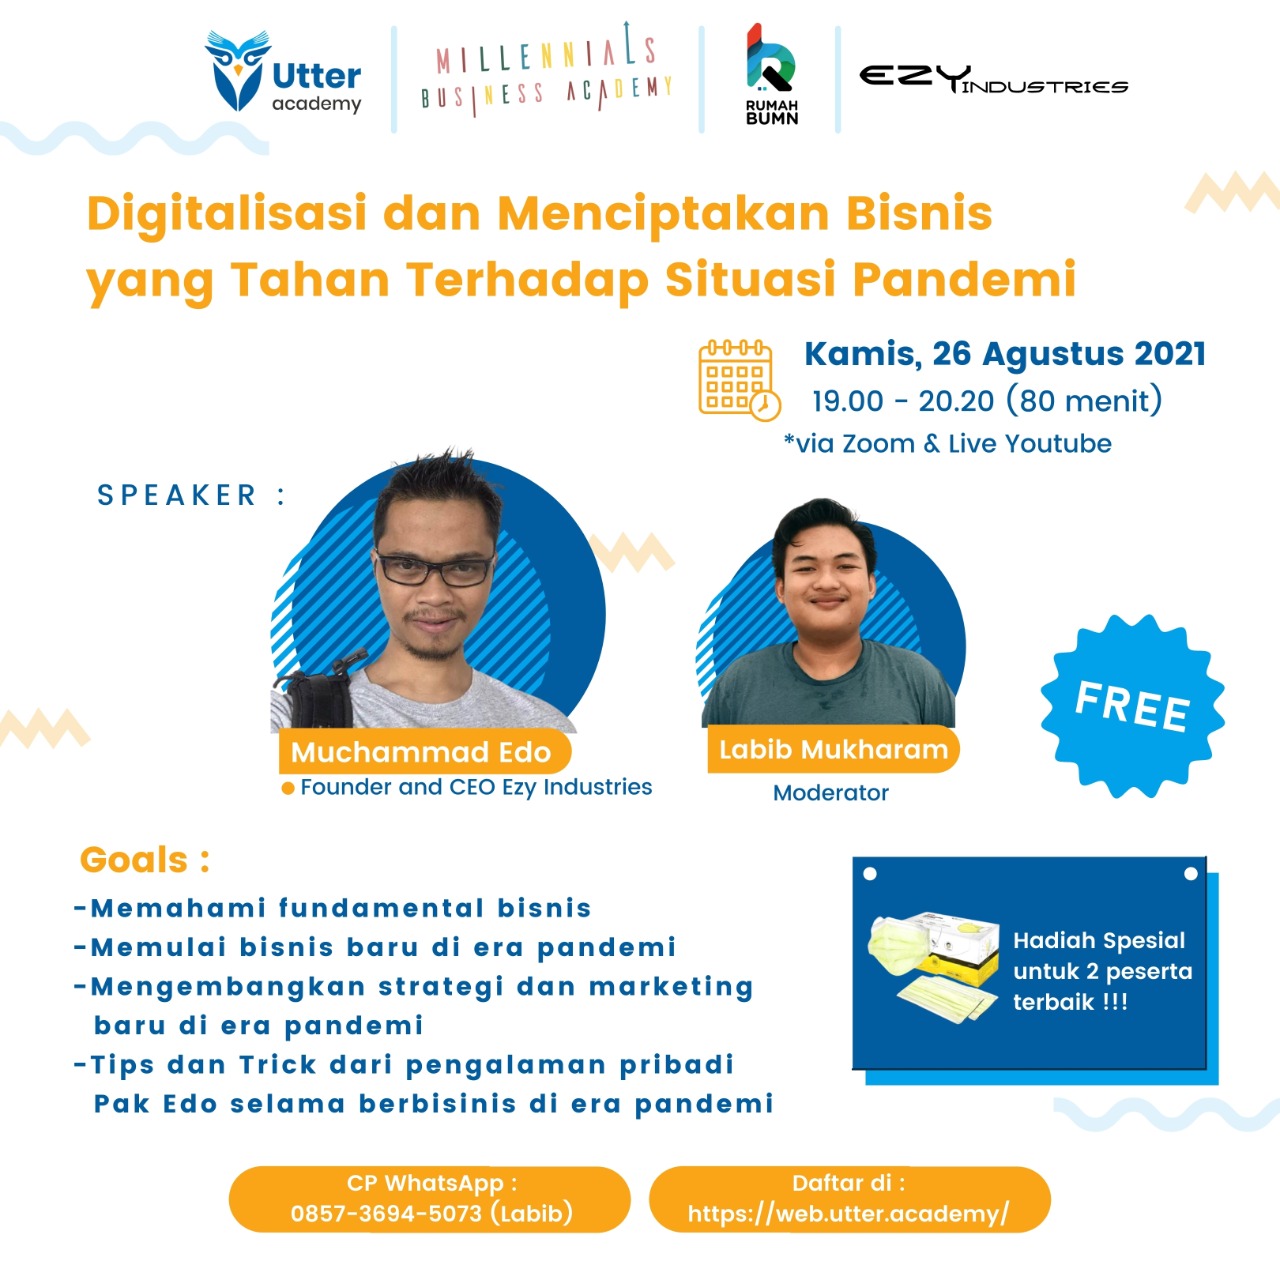 Utter
academy
MILLENNIALS
BUSINESS ACADEMY
RUMAH
BUMN
EZY INDUSTRIES
Digitalisasi dan Menciptakan Bisnis
yang Tahan Terhadap Situasi Pandemi
Kamis, 26 Agustus 2021
19.00 - 20.20 (80 menit)
*via Zoom & Live Youtube
SPEAKER :
Muchammad Edo
Founder and CEO Ezy Industries
Labib Mukharam
Moderator
FREE
Goals :
-Memahami fundamental bisnis
-Memulai bisnis baru di era pandemi
-Mengembangkan strategi dan marketing
baru di era pandemi
-Tips dan Trick dari pengalaman pribadi
Pak Edo selama berbisinis di era pandemi
Hadiah Spesial
untuk 2 peserta
terbaik !!!
CP WhatsApp :
0857-3694-5073 (Labib)
Daftar di :
https://web.utter.academy/